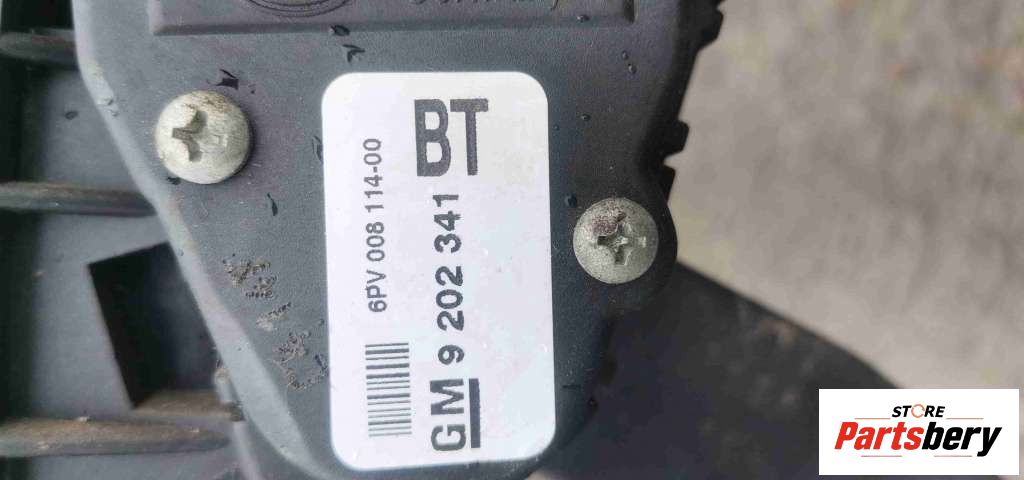 6PV 008 114-00
GM 9 202 341 BT
STORE
Partsbery